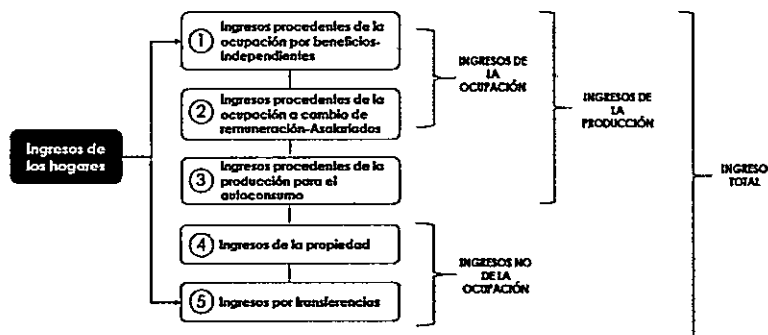 Ingresos de
los hogares
1 Ingresos procedentes de la
ocupación por beneficios-
Independientes
2 Ingresos procedentes de la
ocupación a cambio de
remuneración-Asalariados
3 Ingresos procedentes de la
producción para el
autoconsumo
4 Ingresos de la propiedad
5 Ingresos por transferencias
INGRESOS DE
LA
OCUPACIÓN
INGRESOS NO
DE LA
OCUPACIÓN
INGRESOS DE
LA
PRODUCCIÓN
INGRESO
TOTAL